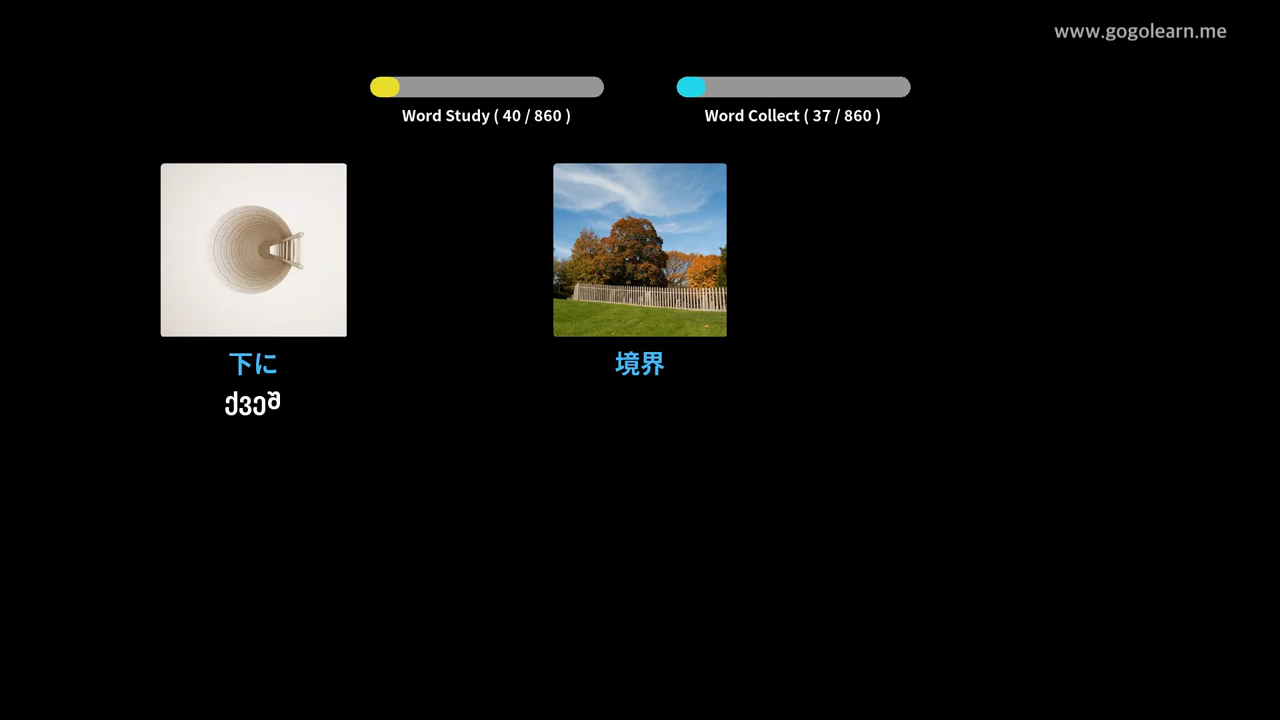 www.gogolearn.me
Word Study ( 40 / 860 )
Word Collect ( 37 / 860 )
下に
ქვეშ
境界